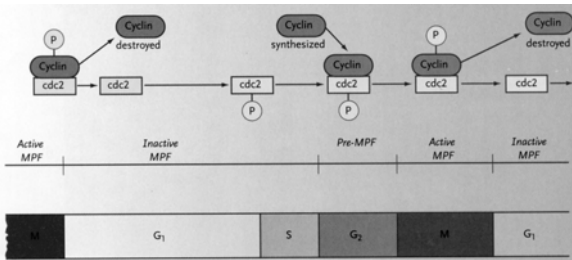 P
Cyclin
destroyed
Cyclin
cdc2
cdc2
cdc2
P
Cyclin
synthesized
Cyclin
cdc2
P
P
Cyclin
cdc2
Cyclin
destroyed
cdc2
Active
MPF
Inactive
MPF
Pre-MPF
Active
MPF
Inactive
MPF
M
G₁
S
G₂
M
G₁